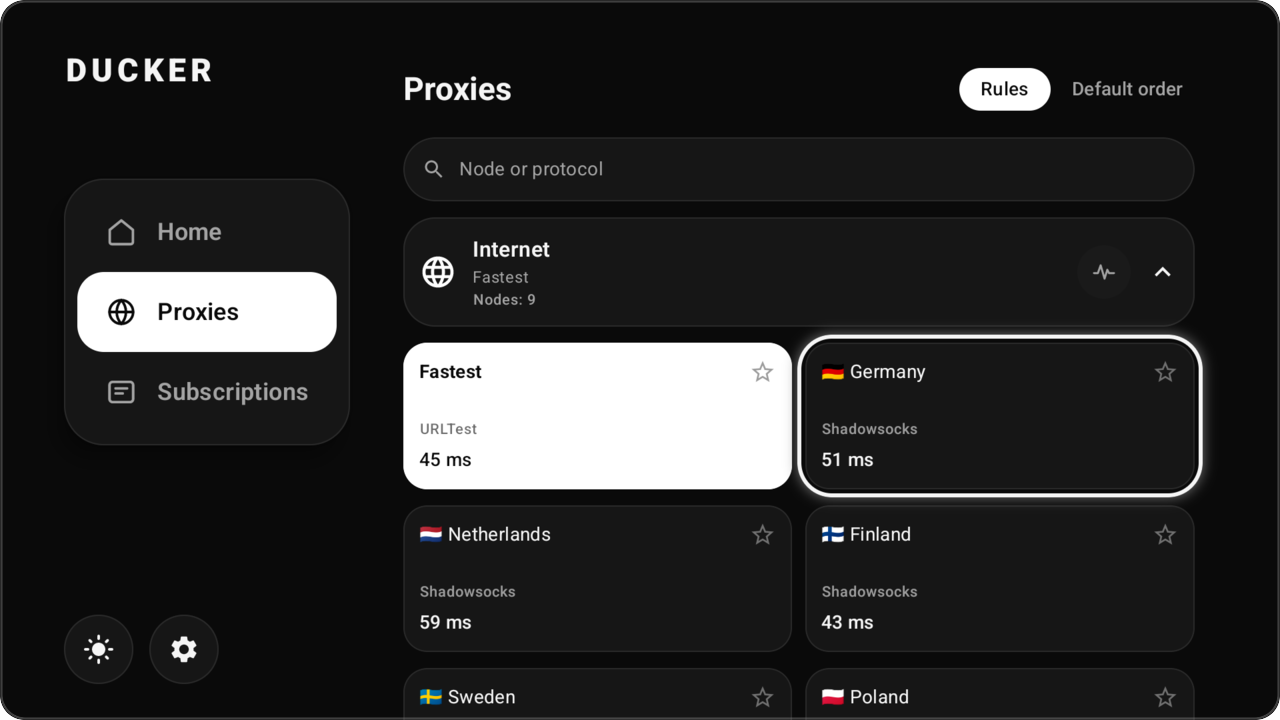 DUCKER
Proxies
Rules
Default order
Node or protocol
Home
Proxies
Subscriptions
Internet
Fastest
Nodes: 9
Fastest
URLTest
45 ms
🇩🇪 Germany
Shadowsocks
51 ms
🇳🇱 Netherlands
Shadowsocks
59 ms
🇫🇮 Finland
Shadowsocks
43 ms
🇸🇪 Sweden
🇵🇱 Poland